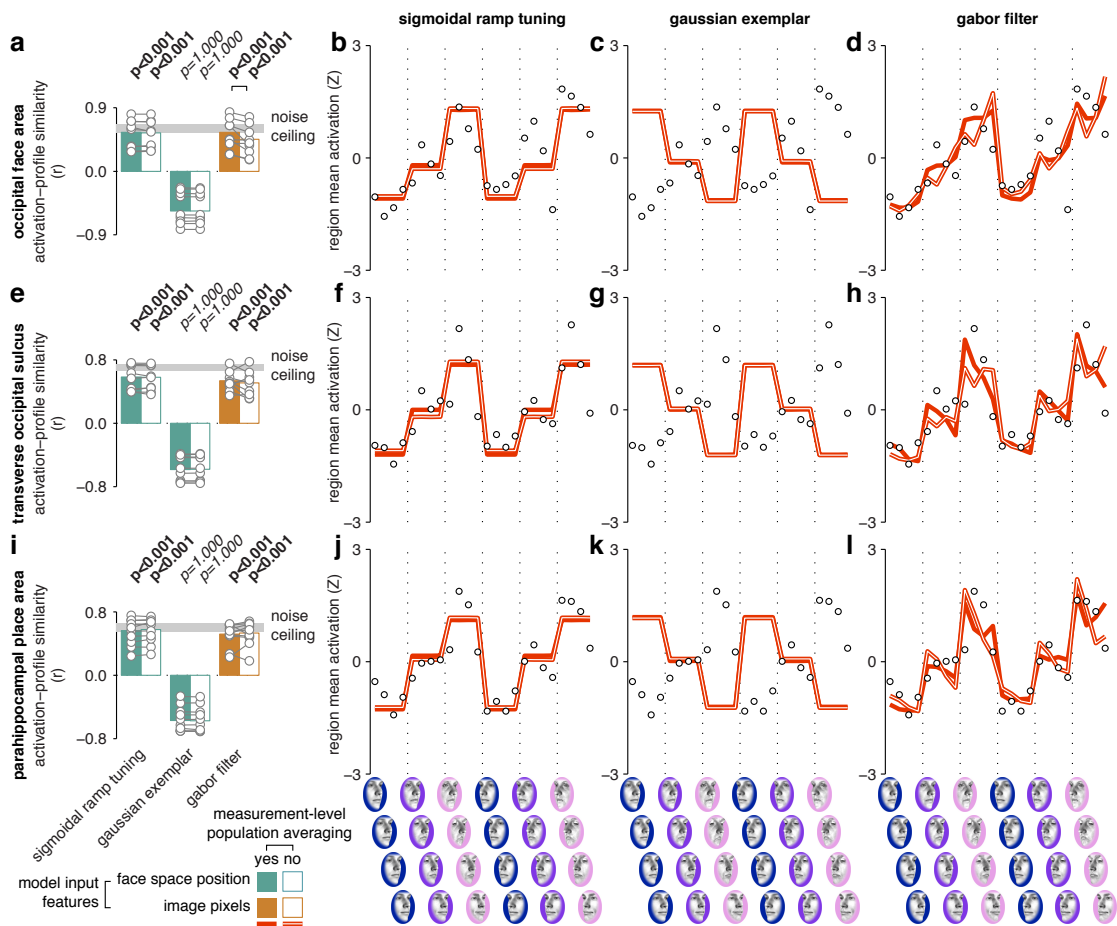 sigmoidal ramp tuning
gaussian exemplar
gabor filter
a
p<0.001
p<0.001
p=1.000
p=1.000
p<0.001
p<0.001
occipital face area
activation–profile similarity
(r)
0.9
0.0
−0.9
noise
ceiling
b
region mean activation (Z)
3
0
−3
c
3
0
−3
d
3
0
−3
e
p<0.001
p<0.001
p=1.000
p=1.000
p<0.001
p<0.001
transverse occipital sulcus
activation–profile similarity
(r)
0.8
0.0
−0.8
noise
ceiling
f
region mean activation (Z)
3
0
−3
g
3
0
−3
h
3
0
−3
i
p<0.001
p<0.001
p=1.000
p=1.000
p<0.001
p<0.001
parahippocampal place area
activation–profile similarity
(r)
0.8
0.0
−0.8
noise
ceiling
j
region mean activation (Z)
3
0
−3
k
3
0
−3
l
3
0
−3
sigmoidal ramp tuning
gaussian exemplar
gabor filter
measurement-level
population averaging
yes no
model input
features
face space position
image pixels